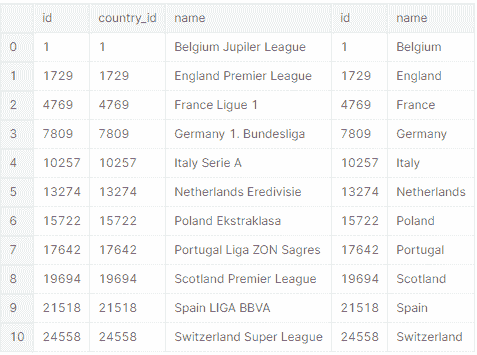 id country_id name id name
0 1 1 Belgium Jupiler League 1 Belgium
1 1729 1729 England Premier League 1729 England
2 4769 4769 France Ligue 1 4769 France
3 7809 7809 Germany 1. Bundesliga 7809 Germany
4 10257 10257 Italy Serie A 10257 Italy
5 13274 13274 Netherlands Eredivisie 13274 Netherlands
6 15722 15722 Poland Ekstraklasa 15722 Poland
7 17642 17642 Portugal Liga ZON Sagres 17642 Portugal
8 19694 19694 Scotland Premier League 19694 Scotland
9 21518 21518 Spain LIGA BBVA 21518 Spain
10 24558 24558 Switzerland Super League 24558 Switzerland